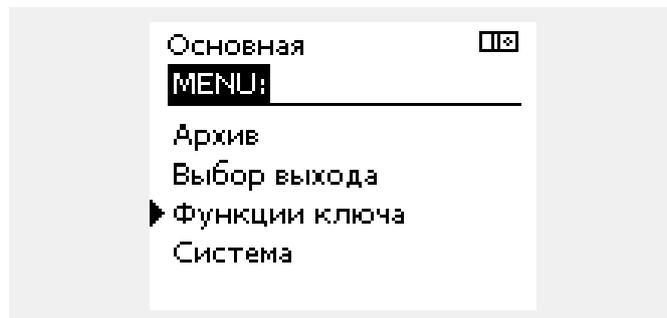 Основная
MENU:
Архив
Выбор выхода
Функции ключа
Система